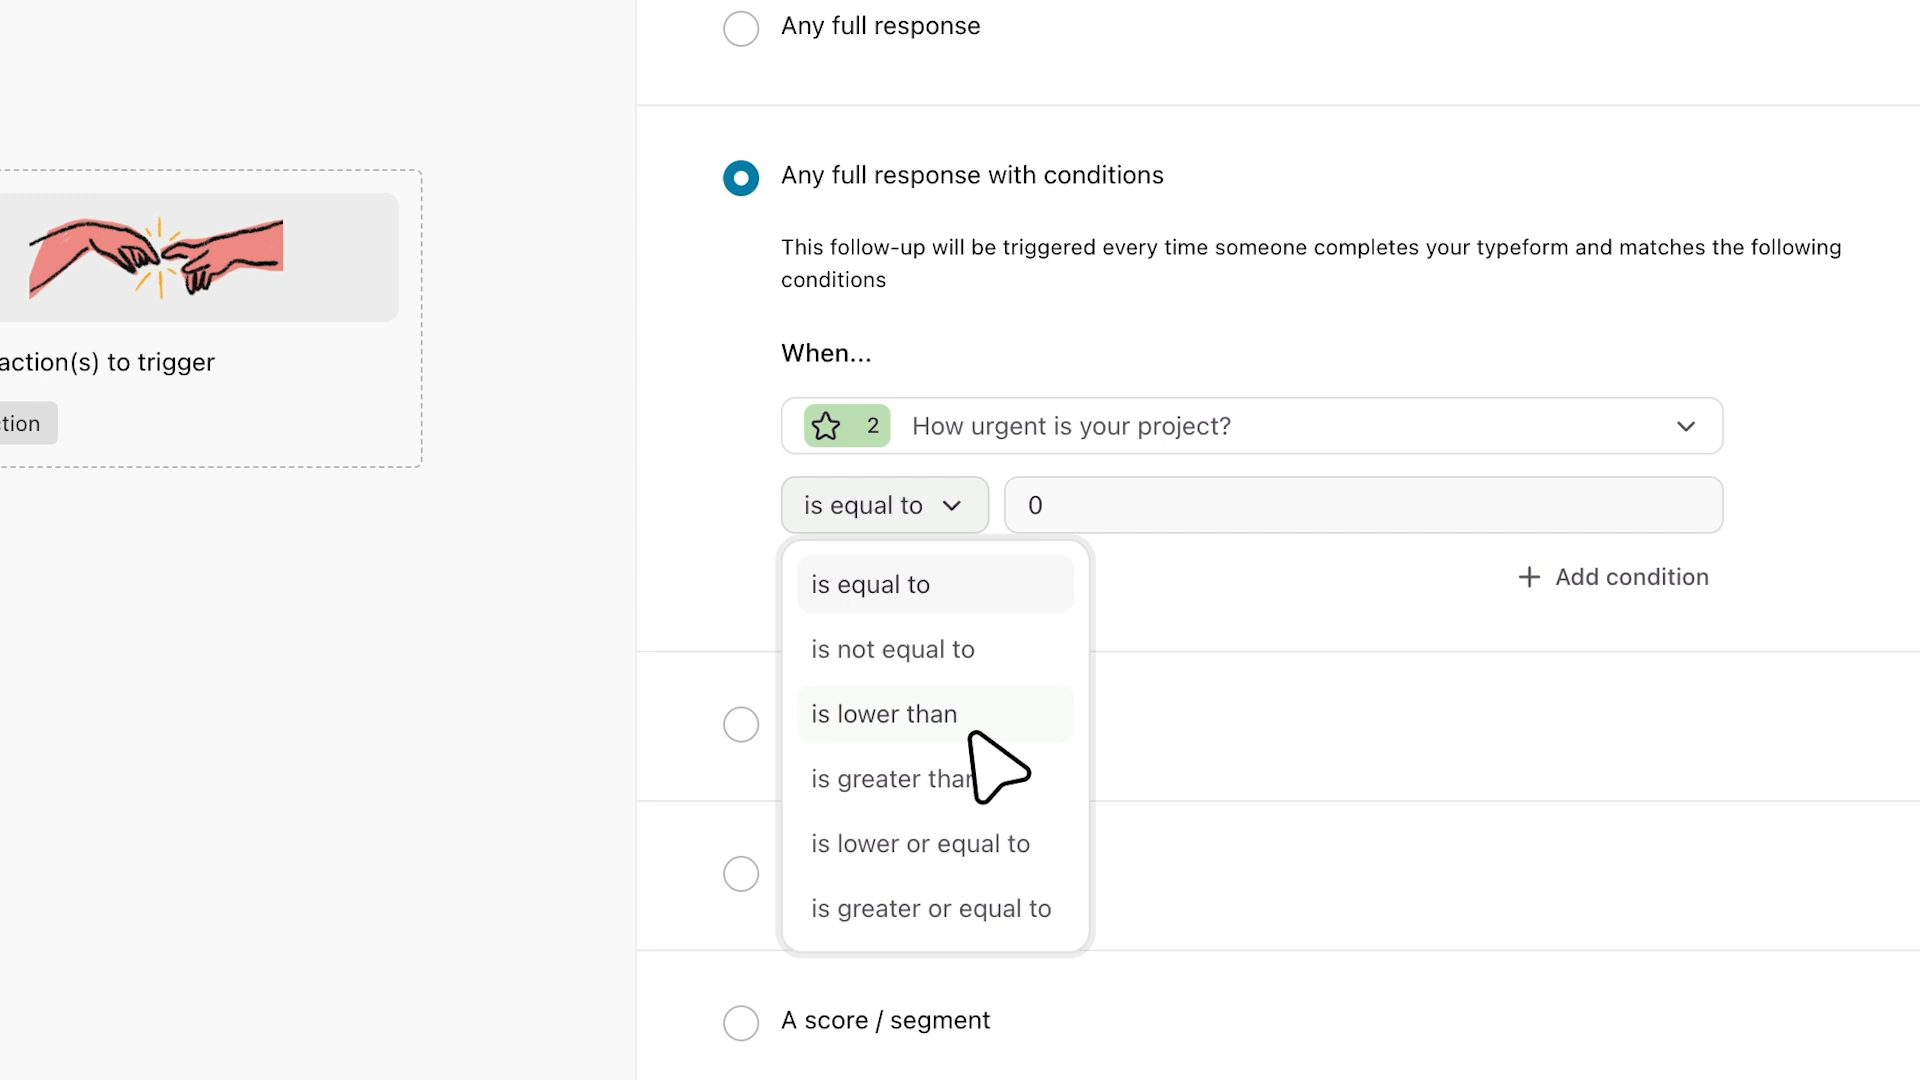 Any full response
Any full response with conditions
This follow-up will be triggered every time someone completes your typeform and matches the following
conditions
action(s) to trigger
When...
2 How urgent is your project?
tion
is equal to 0
is equal to
Add condition
is not equal to
is lower than
is greater than
is lower or equal to
is greater or equal to
A score / segment